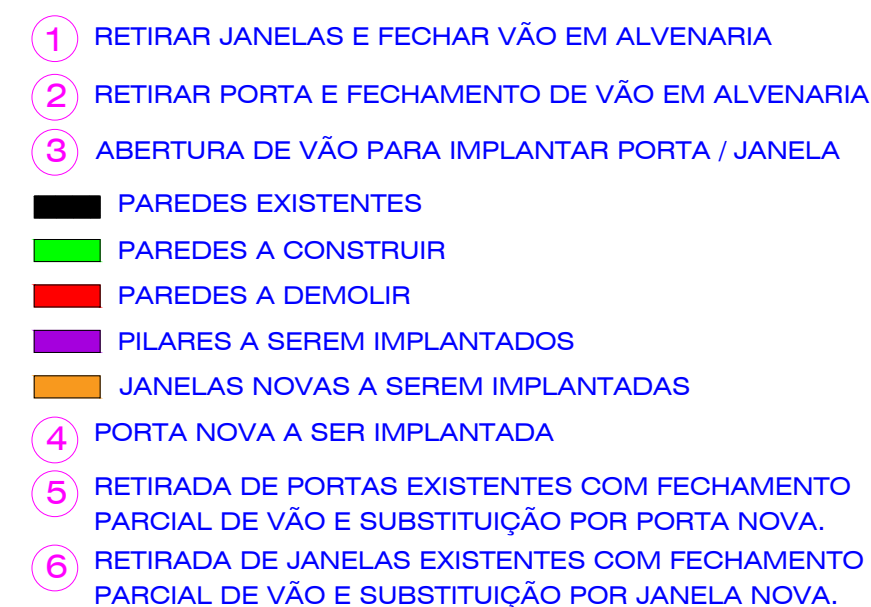 1 RETIRAR JANELAS E FECHAR VÃO EM ALVENARIA
2 RETIRAR PORTA E FECHAMENTO DE VÃO EM ALVENARIA
3 ABERTURA DE VÃO PARA IMPLANTAR PORTA / JANELA
PAREDES EXISTENTES
PAREDES A CONSTRUIR
PAREDES A DEMOLIR
PILARES A SEREM IMPLANTADOS
JANELAS NOVAS A SEREM IMPLANTADAS
4 PORTA NOVA A SER IMPLANTADA
5 RETIRADA DE PORTAS EXISTENTES COM FECHAMENTO
PARCIAL DE VÃO E SUBSTITUIÇÃO POR PORTA NOVA.
6 RETIRADA DE JANELAS EXISTENTES COM FECHAMENTO
PARCIAL DE VÃO E SUBSTITUIÇÃO POR JANELA NOVA.